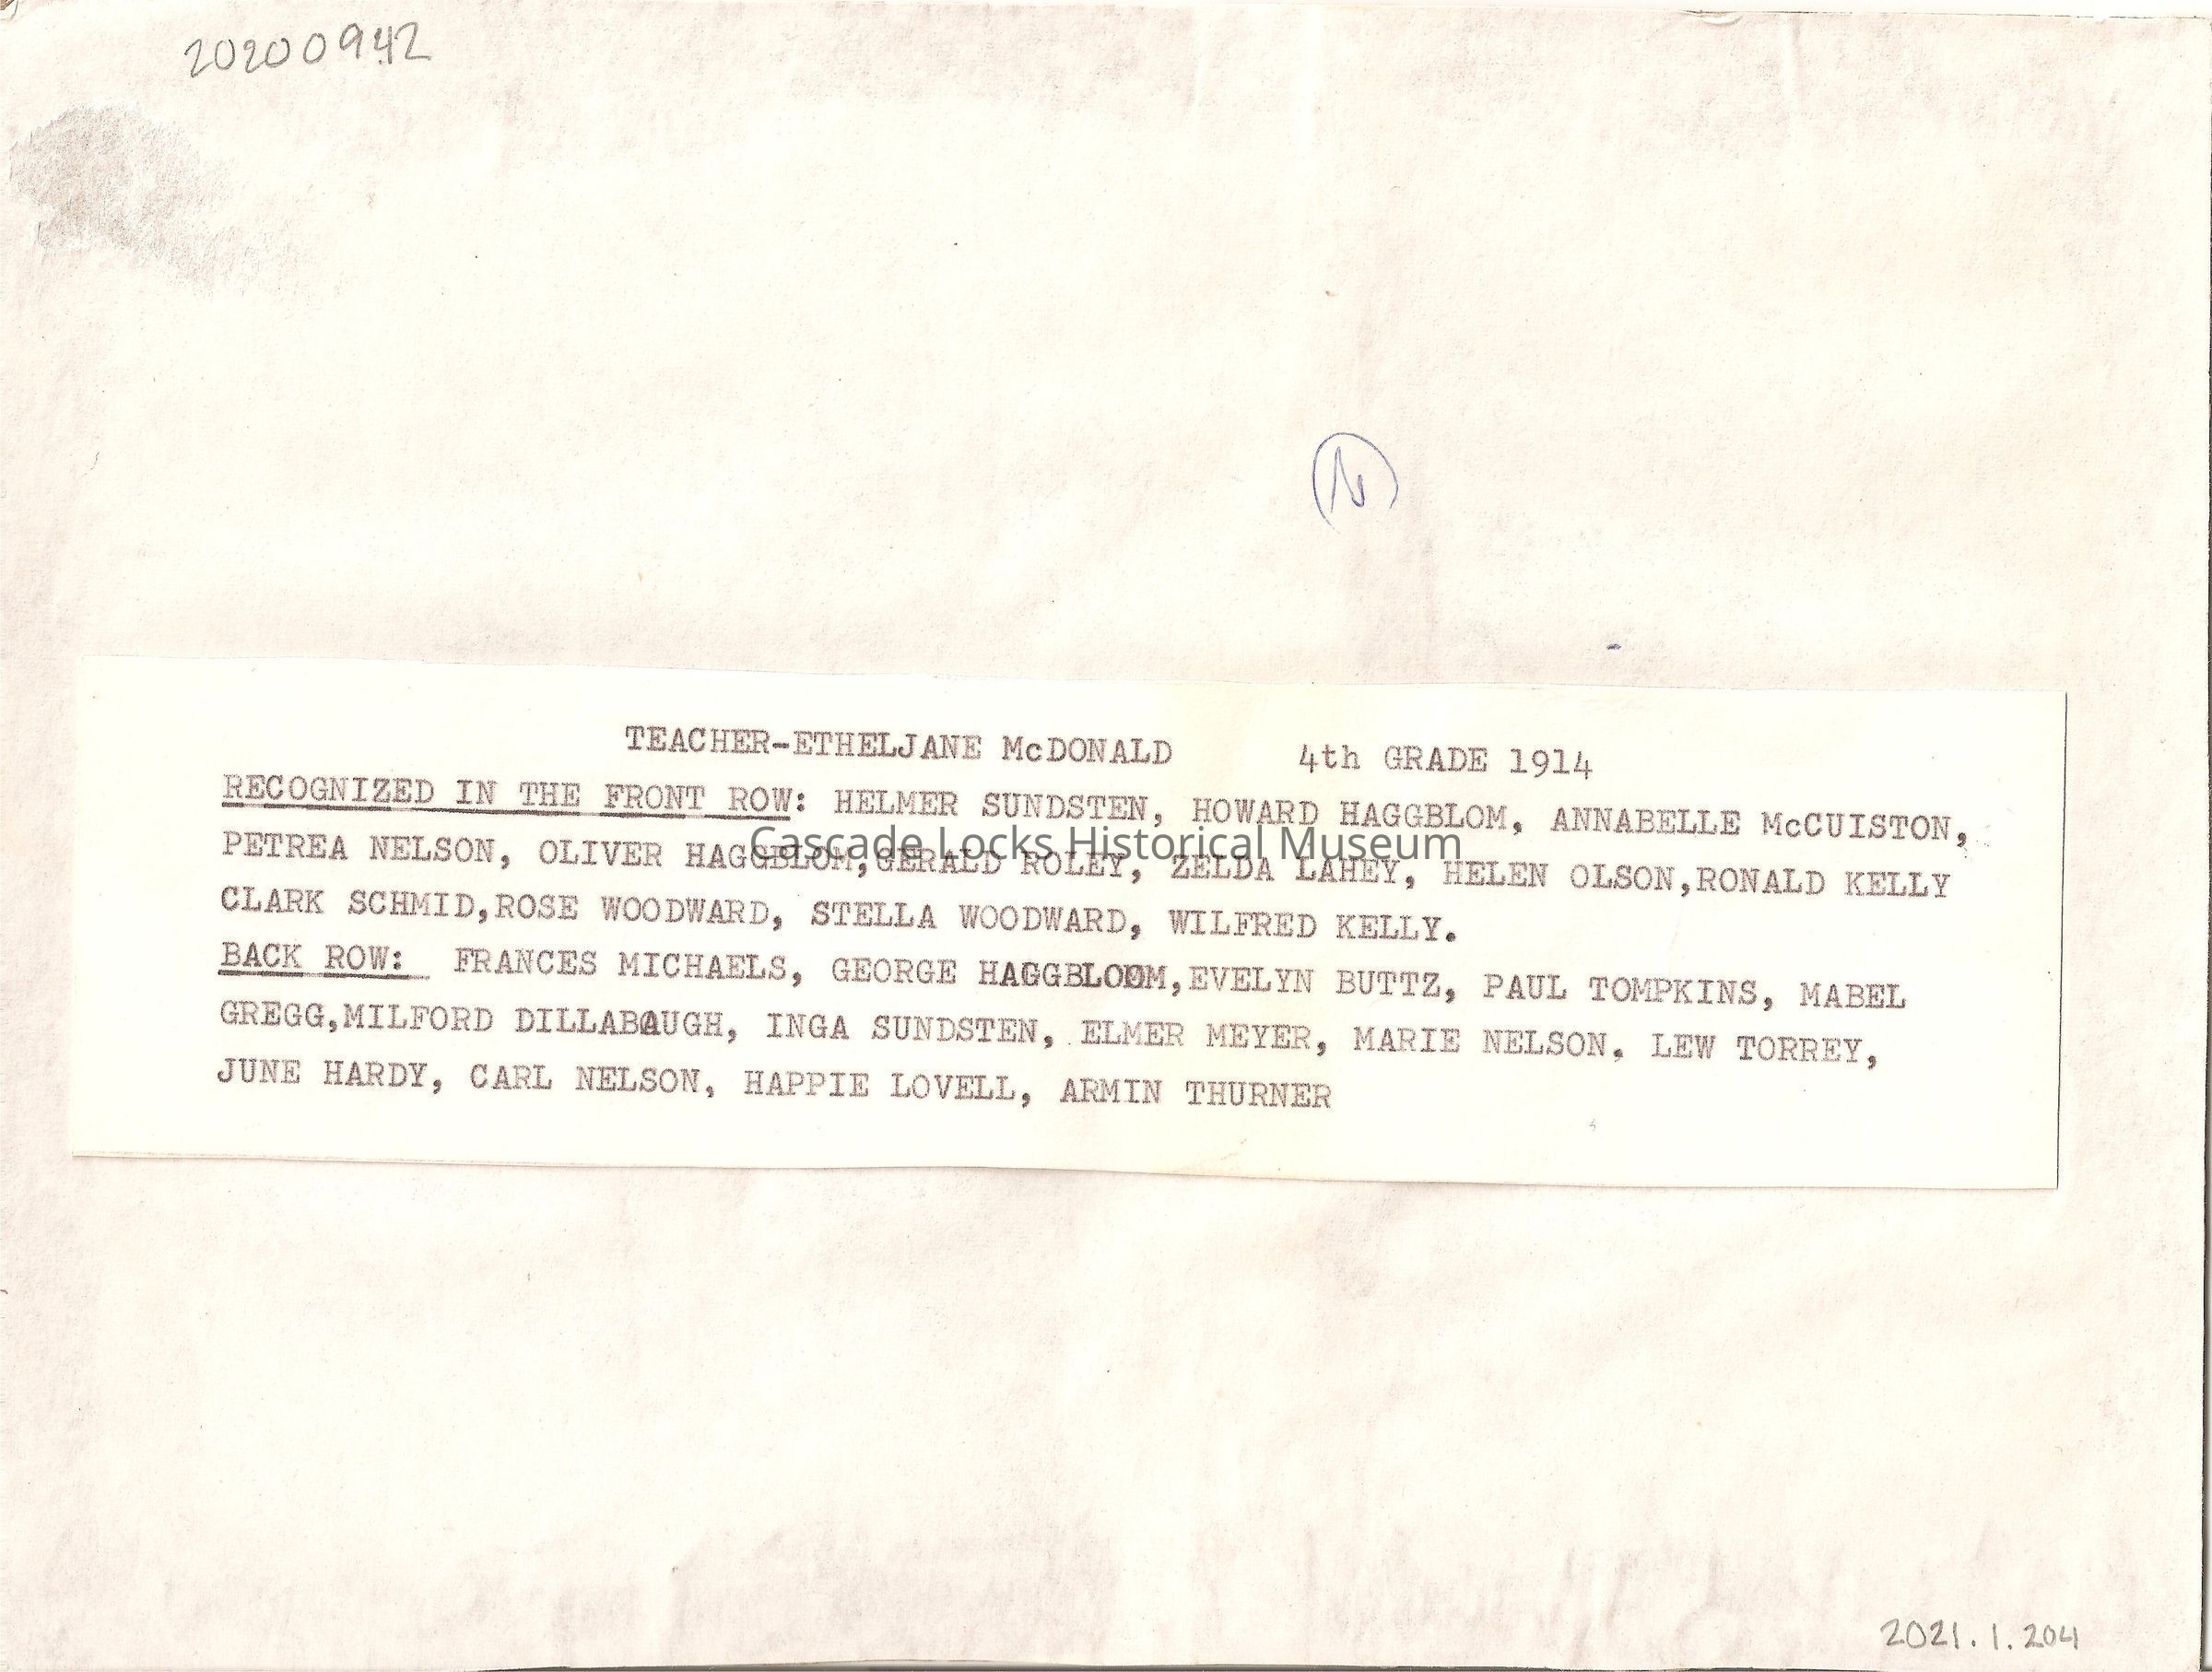 20200942
N
TEACHER-ETHELJANE McDONALD 4th GRADE 1914
RECOGNIZED IN THE FRONT ROW: HELMER SUNDSTEN, HOWARD HAGGBLOM, ANNABELLE McCUISTON,
PETREA NELSON, OLIVER HAGGBLOM,GERALD ROLEY, ZELDA LAHEY, HELEN OLSON,RONALD KELLY
Cascade Locks Historical Museum
CLARK SCHMID,ROSE WOODWARD, STELLA WOODWARD, WILFRED KELLY.
BACK ROW: FRANCES MICHAELS, GEORGE HAGGBLOOM,EVELYN BUTTZ, PAUL TOMPKINS, MABEL
GREGG,MILFORD DILLABAUGH, INGA SUNDSTEN, ELMER MEYER, MARIE NELSON, LEW TORREY,
JUNE HARDY, CARL NELSON, HAPPIE LOVELL, ARMIN THURNER
2021.1.204